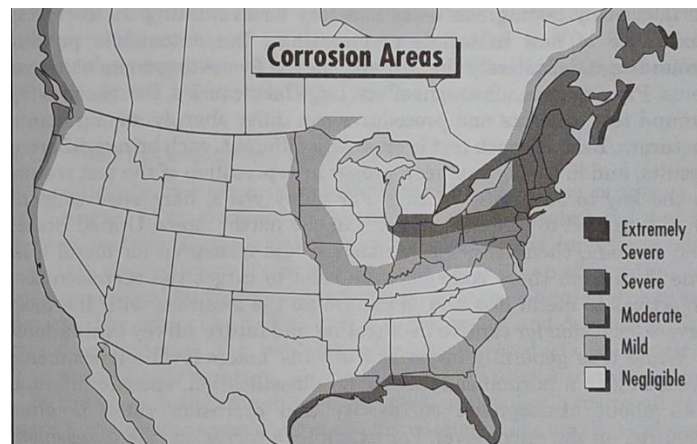 Corrosion Areas
Extremely
Severe
Severe
Moderate
Mild
Negligible